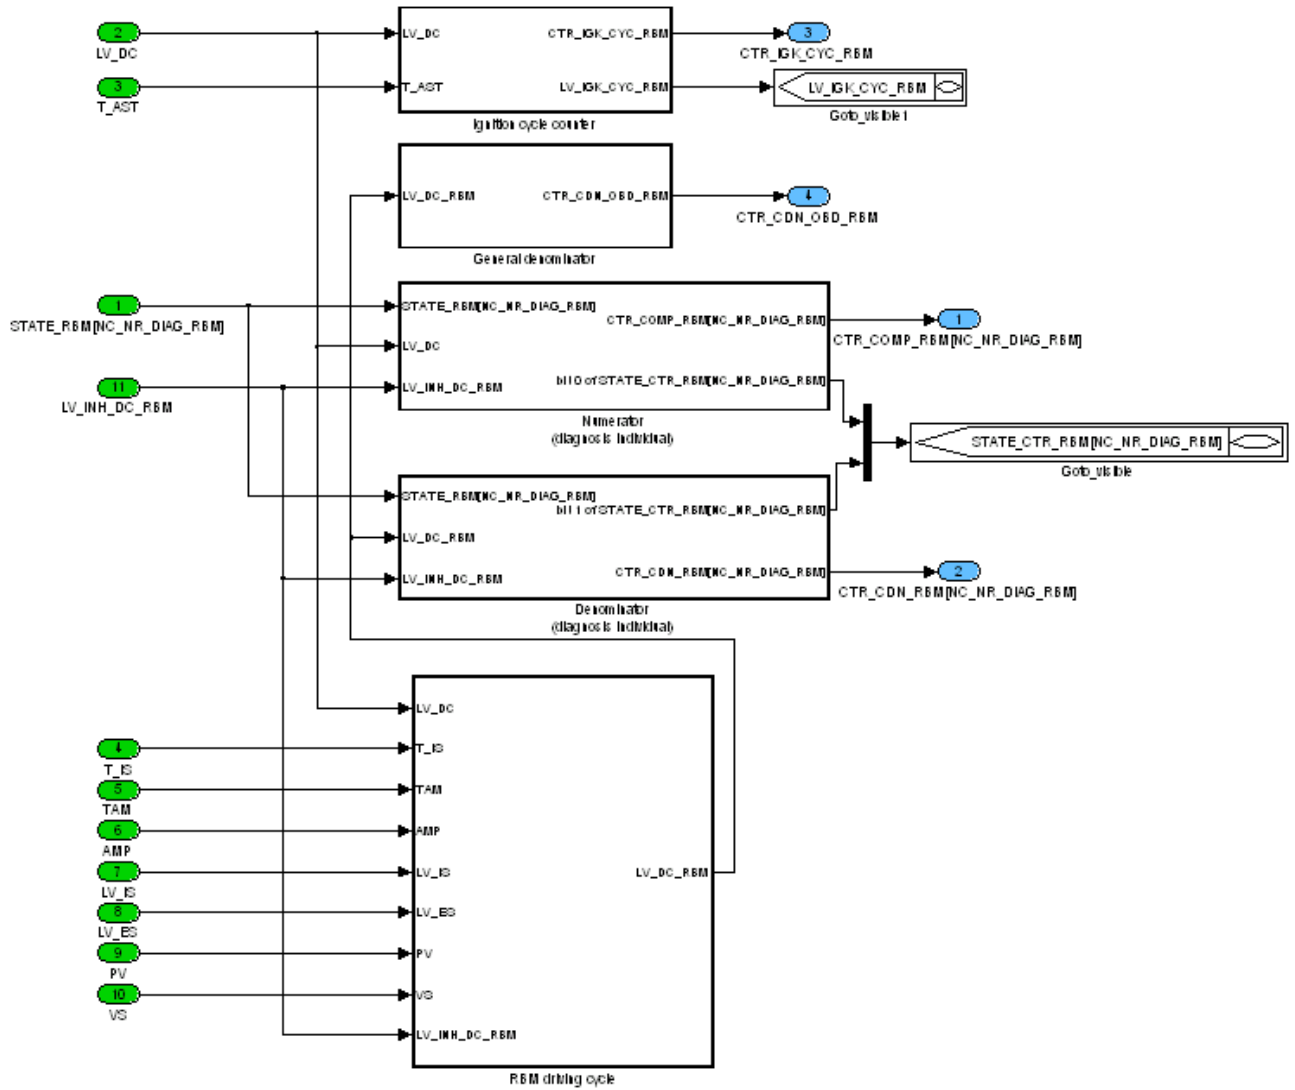 2
LV_DC
3
T_AST
LV_DC
CTR_IGK_CYC_RBM
T_AST
LV_IGK_CYC_RBM
Ignition cycle counter
3
CTR_IGK_CYC_RBM
LV_IGK_CYC_RBM
Goto_visible1
LV_DC_RBM
CTR_CDN_OBD_RBM
General denominator
4
CTR_CDN_OBD_RBM
1
STATE_RBM[NC_NR_DIAG_RBM]
11
LV_INH_DC_RBM
STATE_RBM[NC_NR_DIAG_RBM]
CTR_COMP_RBM[NC_NR_DIAG_RBM]
LV_DC
bit 0 of STATE_CTR_RBM[NC_NR_DIAG_RBM]
LV_INH_DC_RBM
Numerator
(diagnosis individual)
1
CTR_COMP_RBM[NC_NR_DIAG_RBM]
STATE_CTR_RBM[NC_NR_DIAG_RBM]
Goto_visible
STATE_RBM[NC_NR_DIAG_RBM]
bit 1 of STATE_CTR_RBM[NC_NR_DIAG_RBM]
LV_DC_RBM
CTR_CDN_RBM[NC_NR_DIAG_RBM]
LV_INH_DC_RBM
Denominator
(diagnosis individual)
2
CTR_CDN_RBM[NC_NR_DIAG_RBM]
4
T_IS
5
TAM
6
AMP
7
LV_IS
8
LV_ES
9
PV
10
VS
LV_DC
T_IS
TAM
AMP
LV_IS
LV_DC_RBM
LV_ES
PV
VS
LV_INH_DC_RBM
RBM driving cycle